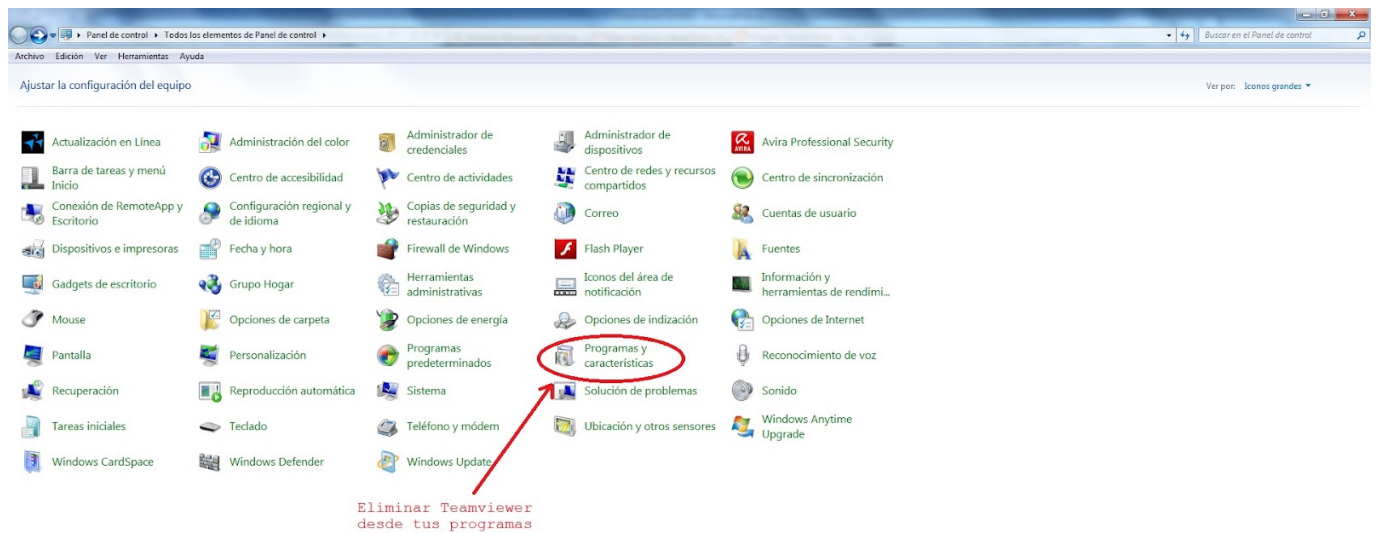 Panel de control ▸ Todos los elementos de Panel de control ▸
Buscar en el Panel de control
Archivo Edición Ver Herramientas Ayuda
Ajustar la configuración del equipo
Ver por: Iconos grandes
Actualización en Línea
Administración del color
Administrador de
credenciales
Administrador de
dispositivos
AVIRA
Avira Professional Security
Barra de tareas y menú
Inicio
Centro de accesibilidad
Centro de actividades
Centro de redes y recursos
compartidos
Centro de sincronización
Conexión de RemoteApp y
Escritorio
Configuración regional y
de idioma
Copias de seguridad y
restauración
Correo
Cuentas de usuario
Dispositivos e impresoras
Fecha y hora
Firewall de Windows
Flash Player
Fuentes
Gadgets de escritorio
Grupo Hogar
Herramientas
administrativas
Iconos del área de
notificación
Información y
herramientas de rendimi...
Mouse
Opciones de carpeta
Opciones de energía
Opciones de indización
Opciones de Internet
Pantalla
Personalización
Programas
predeterminados
Programas y
características
Reconocimiento de voz
Recuperación
Reproducción automática
Sistema
Solución de problemas
Sonido
Tareas iniciales
Teclado
Teléfono y módem
Ubicación y otros sensores
Windows Anytime
Upgrade
Windows CardSpace
Windows Defender
Windows Update
Eliminar Teamviewer
desde tus programas